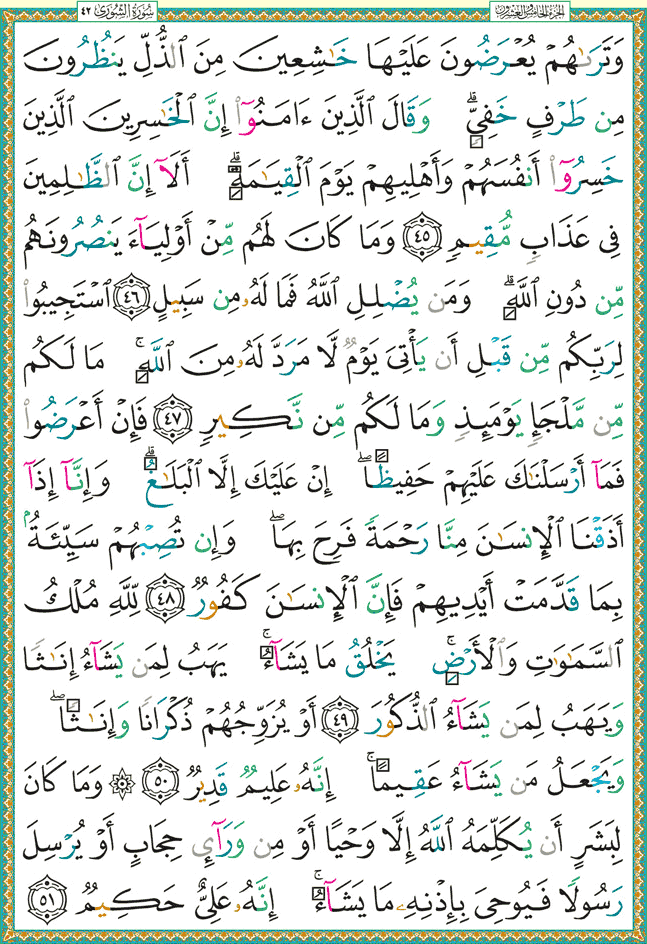 سُورَةُ الشُّورَىٰ ٤٢
الجزء الخامس والعشرون
وَتَرَىٰهُمْ يُعْرَضُونَ عَلَيْهَا خَٰشِعِينَ مِنَ ٱلذُّلِّ يَنظُرُونَ
مِن طَرْفٍ خَفِىٍّۗ وَقَالَ ٱلَّذِينَ ءَامَنُوٓا۟ إِنَّ ٱلْخَٰسِرِينَ ٱلَّذِينَ
خَسِرُوٓا۟ أَنفُسَهُمْ وَأَهْلِيهِمْ يَوْمَ ٱلْقِيَٰمَةِۗ أَلَآ إِنَّ ٱلظَّٰلِمِينَ
فِى عَذَابٍ مُّقِيمٍ ٤٥ وَمَا كَانَ لَهُم مِّنْ أَوْلِيَآءَ يَنصُرُونَهُم
مِّن دُونِ ٱللَّهِۗ وَمَن يُضْلِلِ ٱللَّهُ فَمَا لَهُۥ مِن سَبِيلٍ ٤٦ ٱسْتَجِيبُوا۟
لِرَبِّكُم مِّن قَبْلِ أَن يَأْتِىَ يَوْمٌ لَّا مَرَدَّ لَهُۥ مِنَ ٱللَّهِۚ مَا لَكُم
مِّن مَّلْجَإٍ يَوْمَئِذٍ وَمَا لَكُم مِّن نَّكِيرٍ ٤٧ فَإِنْ أَعْرَضُوا۟
فَمَآ أَرْسَلْنَٰكَ عَلَيْهِمْ حَفِيظًاۖ إِنْ عَلَيْكَ إِلَّا ٱلْبَلَٰغُۗ وَإِنَّآ إِذَآ
أَذَقْنَا ٱلْإِنسَٰنَ مِنَّا رَحْمَةً فَرِحَ بِهَاۖ وَإِن تُصِبْهُمْ سَيِّئَةٌۢ
بِمَا قَدَّمَتْ أَيْدِيهِمْ فَإِنَّ ٱلْإِنسَٰنَ كَفُورٌ ٤٨ لِّلَّهِ مُلْكُ
ٱلسَّمَٰوَٰتِ وَٱلْأَرْضِۚ يَخْلُقُ مَا يَشَآءُۚ يَهَبُ لِمَن يَشَآءُ إِنَٰثًا
وَيَهَبُ لِمَن يَشَآءُ ٱلذُّكُورَ ٤٩ أَوْ يُزَوِّجُهُمْ ذُكْرَانًا وَإِنَٰثًاۖ
وَيَجْعَلُ مَن يَشَآءُ عَقِيمًاۚ إِنَّهُۥ عَلِيمٌ قَدِيرٌ ٥٠ ۞ وَمَا كَانَ
لِبَشَرٍ أَن يُكَلِّمَهُ ٱللَّهُ إِلَّا وَحْيًا أَوْ مِن وَرَآئِ حِجَابٍ أَوْ يُرْسِلَ
رَسُولًا فَيُوحِىَ بِإِذْنِهِۦ مَا يَشَآءُۚ إِنَّهُۥ عَلِىٌّ حَكِيمٌ ٥١